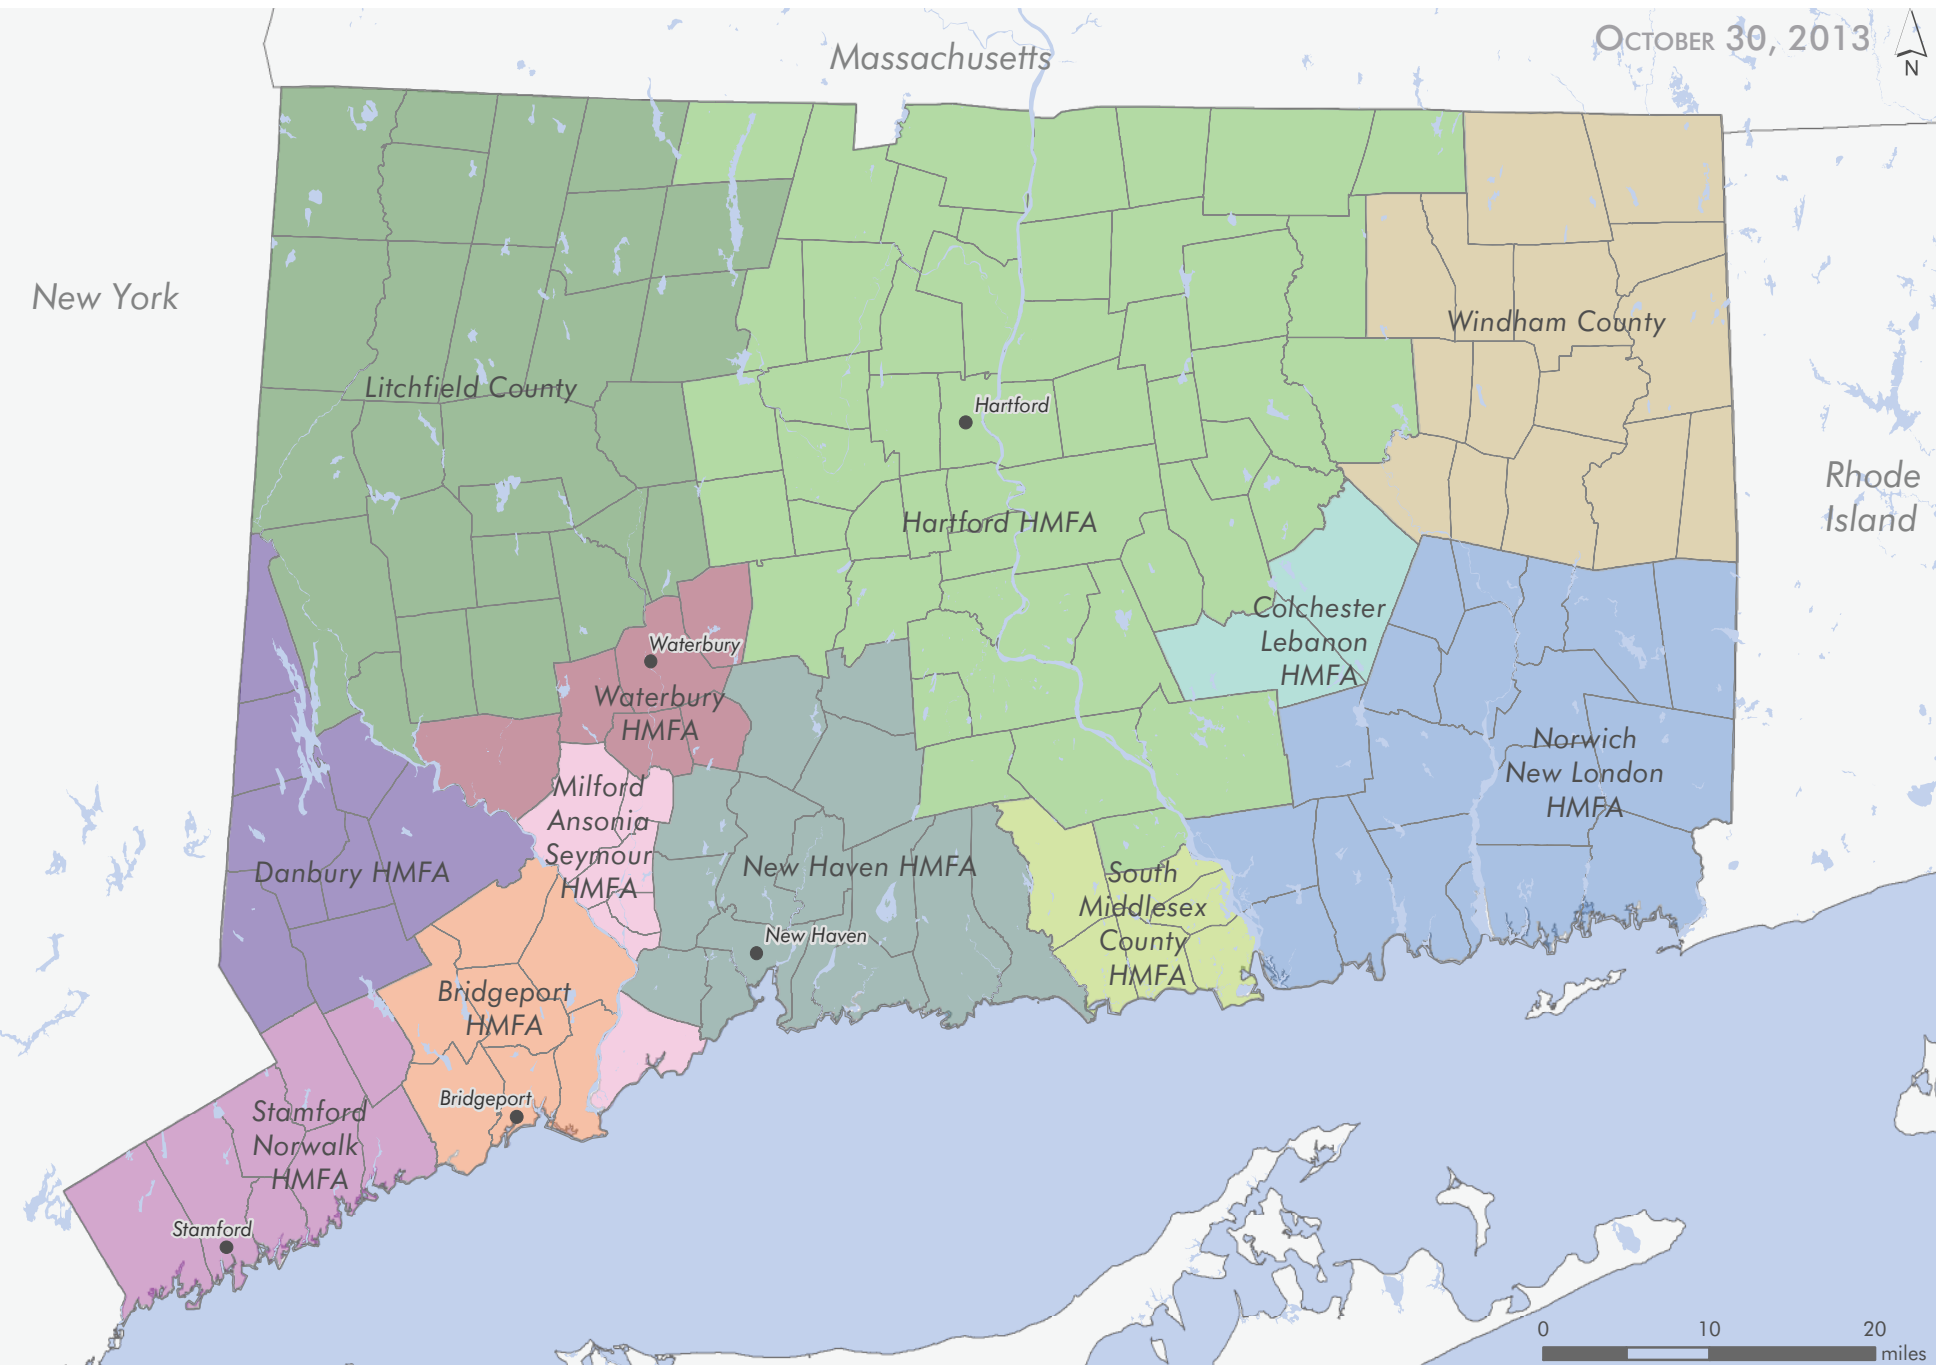 OCTOBER 30, 2013
N
Massachusetts
New York
Windham County
Litchfield County
Hartford
Rhode
Island
Hartford HMFA
Colchester
Lebanon
HMFA
Waterbury
Waterbury
HMFA
Norwich
New London
HMFA
Milford
Ansonia
Seymour
HMFA
Danbury HMFA
New Haven HMFA
South
Middlesex
County
HMFA
New Haven
Bridgeport
HMFA
Bridgeport
Stamford
Norwalk
HMFA
Stamford
0 10 20
miles